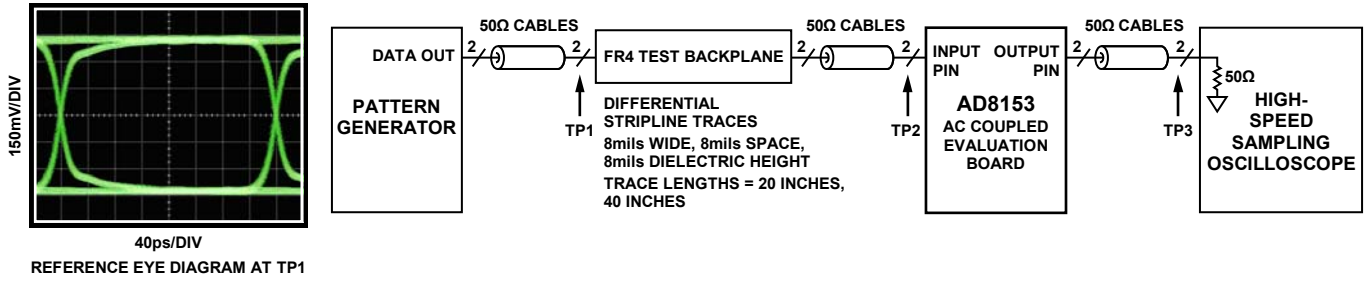 150mV/DIV
40ps/DIV
REFERENCE EYE DIAGRAM AT TP1
DATA OUT
PATTERN
GENERATOR
2
50Ω CABLES
2
TP1
FR4 TEST BACKPLANE
DIFFERENTIAL
STRIPLINE TRACES
8mils WIDE, 8mils SPACE,
8mils DIELECTRIC HEIGHT
TRACE LENGTHS = 20 INCHES,
40 INCHES
2
50Ω CABLES
2
TP2
INPUT OUTPUT
PIN PIN
AD8153
AC COUPLED
EVALUATION
BOARD
2
50Ω CABLES
2
TP3
50Ω
HIGH-
SPEED
SAMPLING
OSCILLOSCOPE